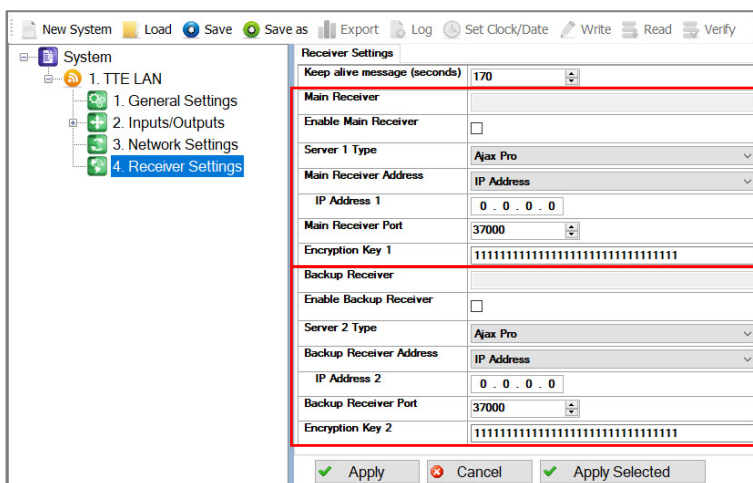 New System Load Save Save as Export Log Set Clock/Date Write Read Verify
System
1. TTE LAN
1. General Settings
2. Inputs/Outputs
3. Network Settings
4. Receiver Settings
Receiver Settings
Keep alive message (seconds) 170
Main Receiver
Enable Main Receiver
Server 1 Type Ajax Pro
Main Receiver Address IP Address
IP Address 1 0 . 0 . 0 . 0
Main Receiver Port 37000
Encryption Key 1 11111111111111111111111111111111
Backup Receiver
Enable Backup Receiver
Server 2 Type Ajax Pro
Backup Receiver Address IP Address
IP Address 2 0 . 0 . 0 . 0
Backup Receiver Port 37000
Encryption Key 2 11111111111111111111111111111111
Apply Cancel Apply Selected